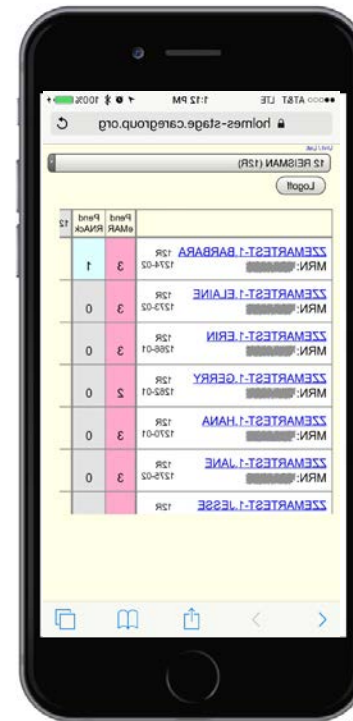 AT&T LTE 1:12 PM 100%
holmes-stage.caregroup.org
Unit / List:
12 REISMAN (12R)
Logoff
Pend eMAR Pend RNAck 12
ZZEMARTEST-1,BARBARA 12R 3 1
MRN: 1274-02
ZZEMARTEST-1,ELAINE 12R 3 0
MRN: 1273-02
ZZEMARTEST-1,ERIN 12R 3 0
MRN: 1266-01
ZZEMARTEST-1,GERRY 12R 2 0
MRN: 1262-01
ZZEMARTEST-1,HANA 12R 3 0
MRN: 1270-01
ZZEMARTEST-1,JANE 12R 3 0
MRN: 1275-02
ZZEMARTEST-1,JESSE 12R